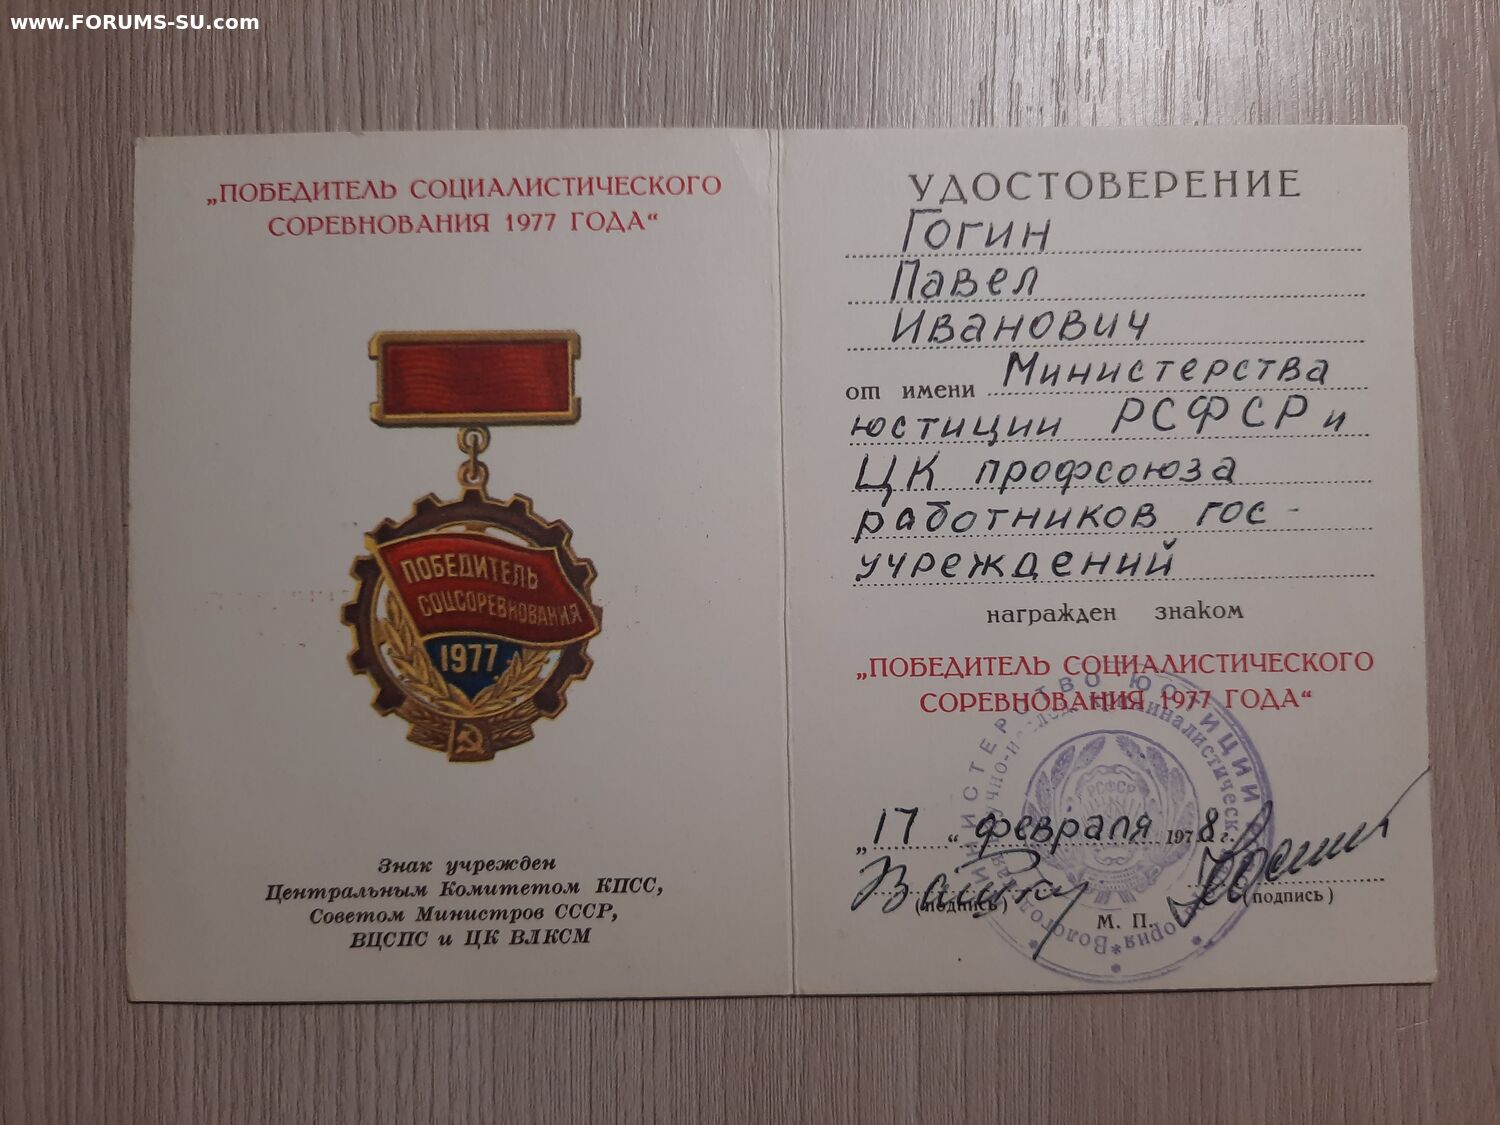 www.FORUMS-SU.com
„ПОБЕДИТЕЛЬ СОЦИАЛИСТИЧЕСКОГО
СОРЕВНОВАНИЯ 1977 ГОДА“
ПОБЕДИТЕЛЬ
СОЦСОРЕВНОВАНИЯ
1977
Знак учрежден
Центральным Комитетом КПСС,
Советом Министров СССР,
ВЦСПС и ЦК ВЛКСМ
УДОСТОВЕРЕНИЕ
Гогин
Павел
Иванович
от имени Министерства
юстиции РСФСР и
ЦК профсоюза
работников гос-
учреждений
награжден знаком
„ПОБЕДИТЕЛЬ СОЦИАЛИСТИЧЕСКОГО
СОРЕВНОВАНИЯ 1977 ГОДА“
„17“ февраля 1978 г.
(подпись) (подпись)
М. П.
РСФСР